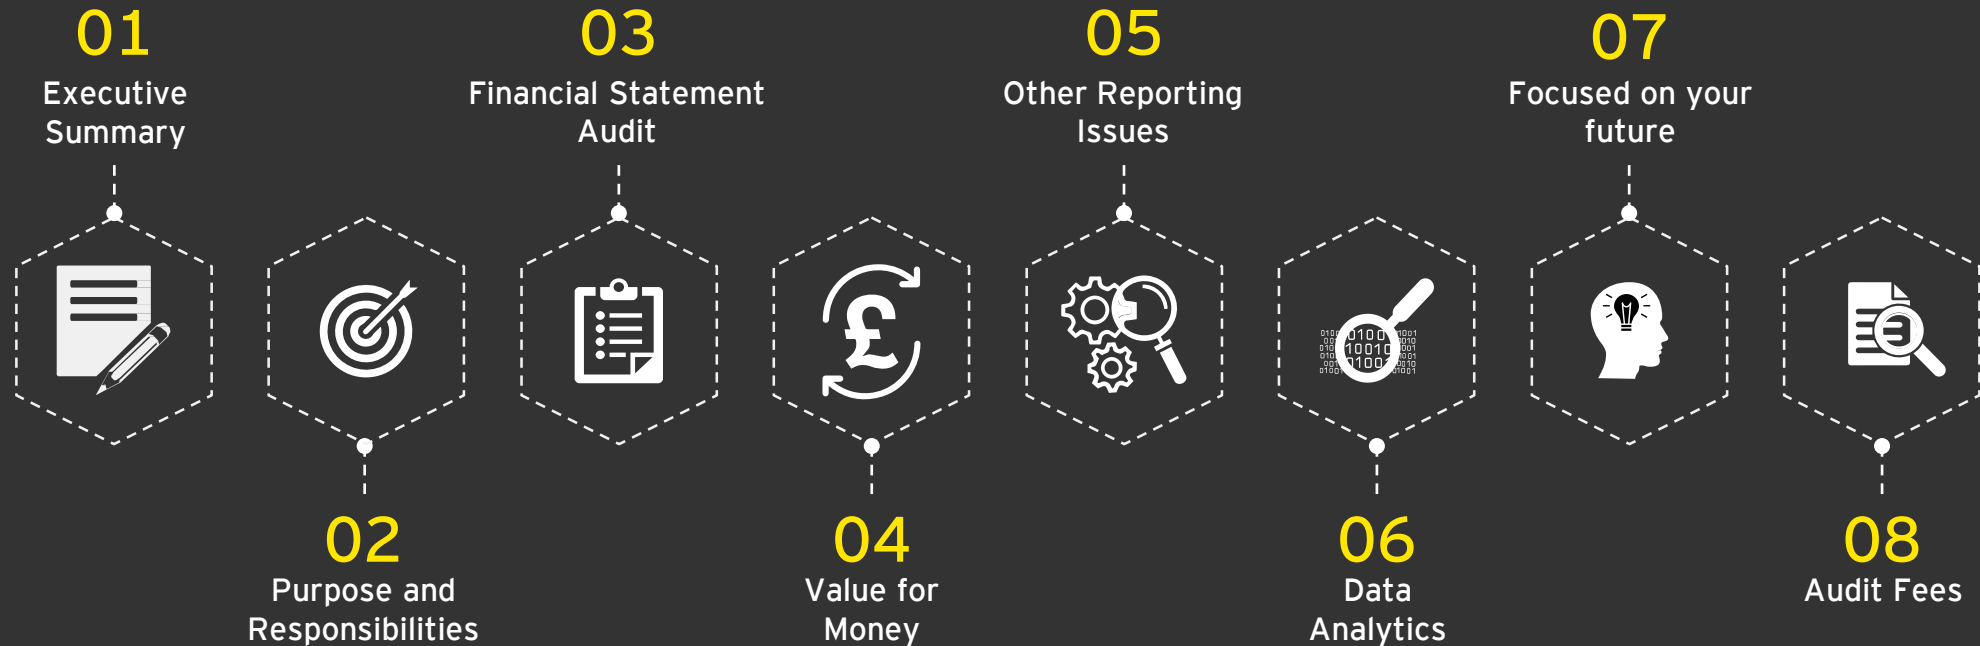 01
Executive
Summary
02
Purpose and
Responsibilities
03
Financial Statement
Audit
04
Value for
Money
05
Other Reporting
Issues
06
Data
Analytics
07
Focused on your
future
08
Audit Fees
£